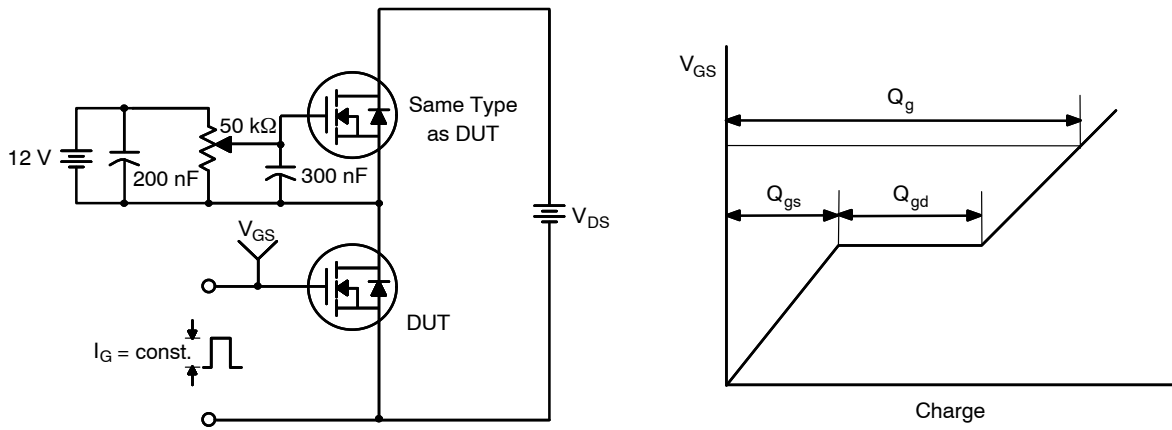 Same Type
as DUT
50 kΩ
12 V
200 nF
300 nF
V_GS
V_DS
DUT
I_G = const.
V_GS
Q_g
Q_gs
Q_gd
Charge